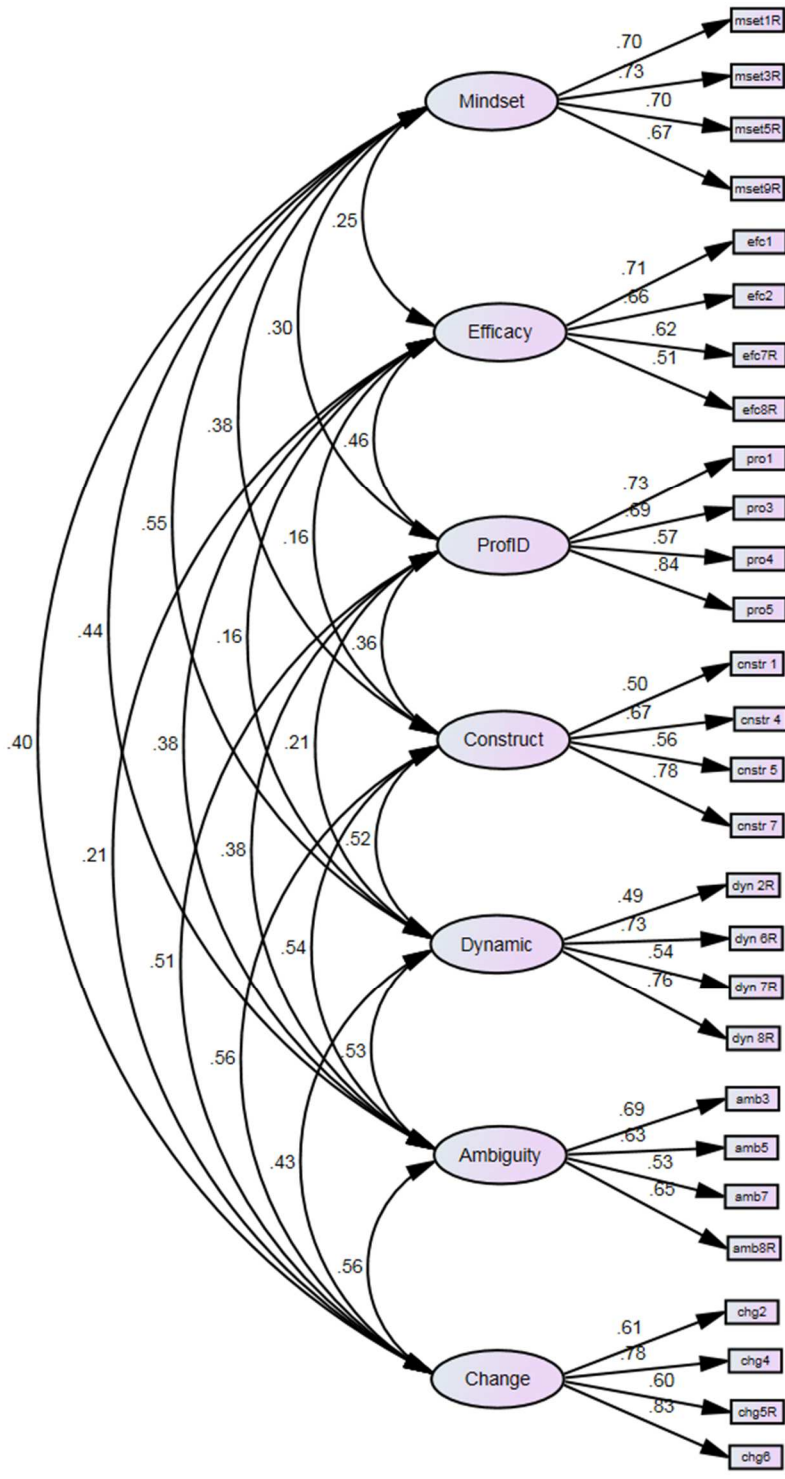 mset1R
.70
mset3R
.73
Mindset
.70
mset5R
.67
mset9R
.25
efc1
.71
efc2
.66
Efficacy
.62
efc7R
.30
.51
efc8R
.38
.46
pro1
.73
pro3
.69
.55
.16
ProfID
.57
pro4
.84
pro5
.44
.16
.36
cnstr 1
.50
.67
cnstr 4
.40
.38
.21
Construct
.56
cnstr 5
.78
cnstr 7
.21
.38
.52
dyn 2R
.49
.73
dyn 6R
.51
.54
Dynamic
.54
dyn 7R
.76
dyn 8R
.56
.53
amb3
.69
.63
amb5
.43
Ambiguity
.53
amb7
.65
amb8R
.56
chg2
.61
.78
chg4
Change
.60
chg5R
.83
chg6